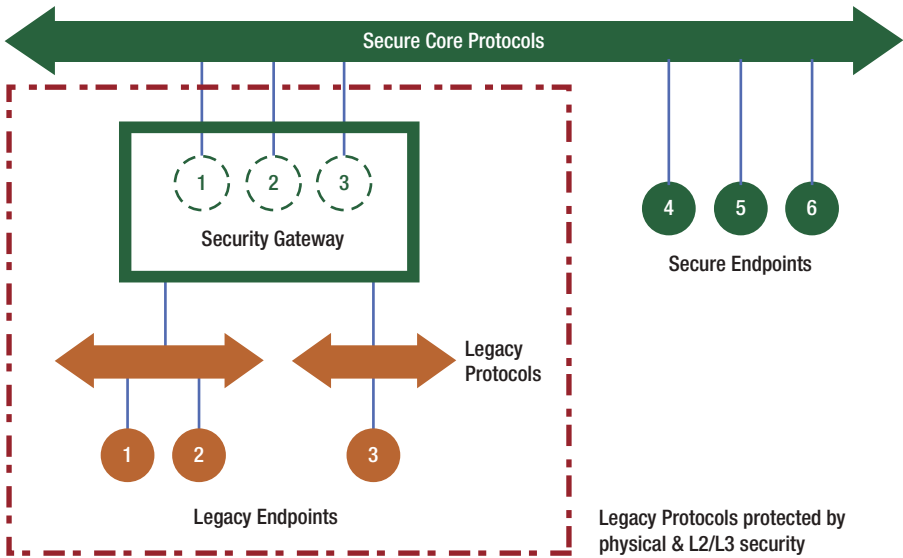 Secure Core Protocols
1
2
3
Security Gateway
4
5
6
Secure Endpoints
Legacy
Protocols
1
2
3
Legacy Endpoints
Legacy Protocols protected by
physical & L2/L3 security